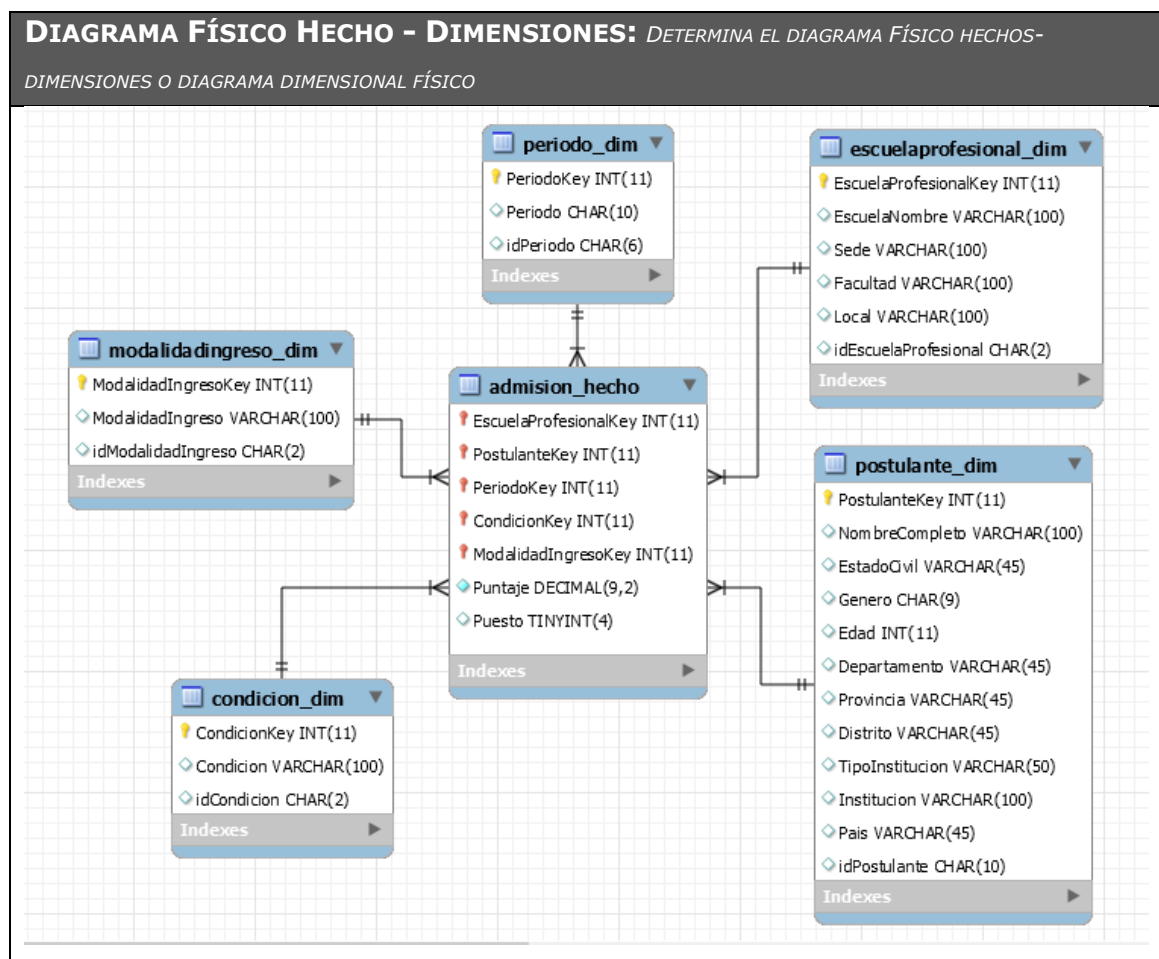 DIAGRAMA FÍSICO HECHO - DIMENSIONES: DETERMINA EL DIAGRAMA FÍSICO HECHOS-
DIMENSIONES O DIAGRAMA DIMENSIONAL FÍSICO
periodo_dim
PeriodoKey INT(11)
Periodo CHAR(10)
idPeriodo CHAR(6)
Indexes
escuelaprofesional_dim
EscuelaProfesionalKey INT(11)
EscuelaNombre VARCHAR(100)
Sede VARCHAR(100)
Facultad VARCHAR(100)
Local VARCHAR(100)
idEscuelaProfesional CHAR(2)
Indexes
modalidadingreso_dim
ModalidadIngresoKey INT(11)
ModalidadIngreso VARCHAR(100)
idModalidadIngreso CHAR(2)
Indexes
admision_hecho
EscuelaProfesionalKey INT(11)
PostulanteKey INT(11)
PeriodoKey INT(11)
CondicionKey INT(11)
ModalidadIngresoKey INT(11)
Puntaje DECIMAL(9,2)
Puesto TINYINT(4)
Indexes
postulante_dim
PostulanteKey INT(11)
NombreCompleto VARCHAR(100)
EstadoCivil VARCHAR(45)
Genero CHAR(9)
Edad INT(11)
Departamento VARCHAR(45)
Provincia VARCHAR(45)
Distrito VARCHAR(45)
TipoInstitucion VARCHAR(50)
Institucion VARCHAR(100)
Pais VARCHAR(45)
idPostulante CHAR(10)
Indexes
condicion_dim
CondicionKey INT(11)
Condicion VARCHAR(100)
idCondicion CHAR(2)
Indexes